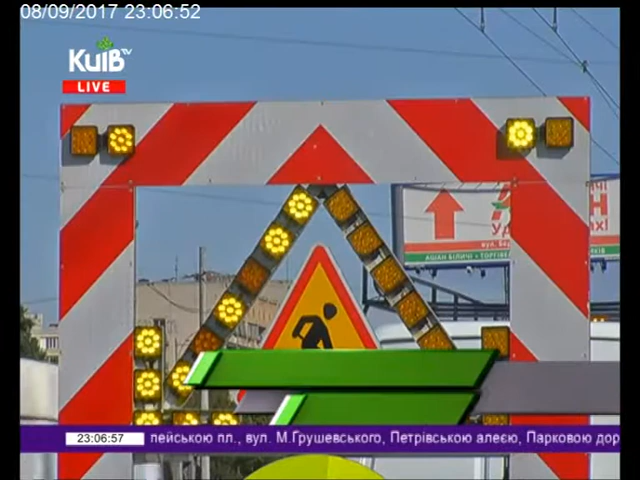 08/09/2017 23:06:52
КиїВ TV
LIVE
23:06:57 пейською пл., вул. М.Грушевського, Петрівською алеєю, Парковою дор